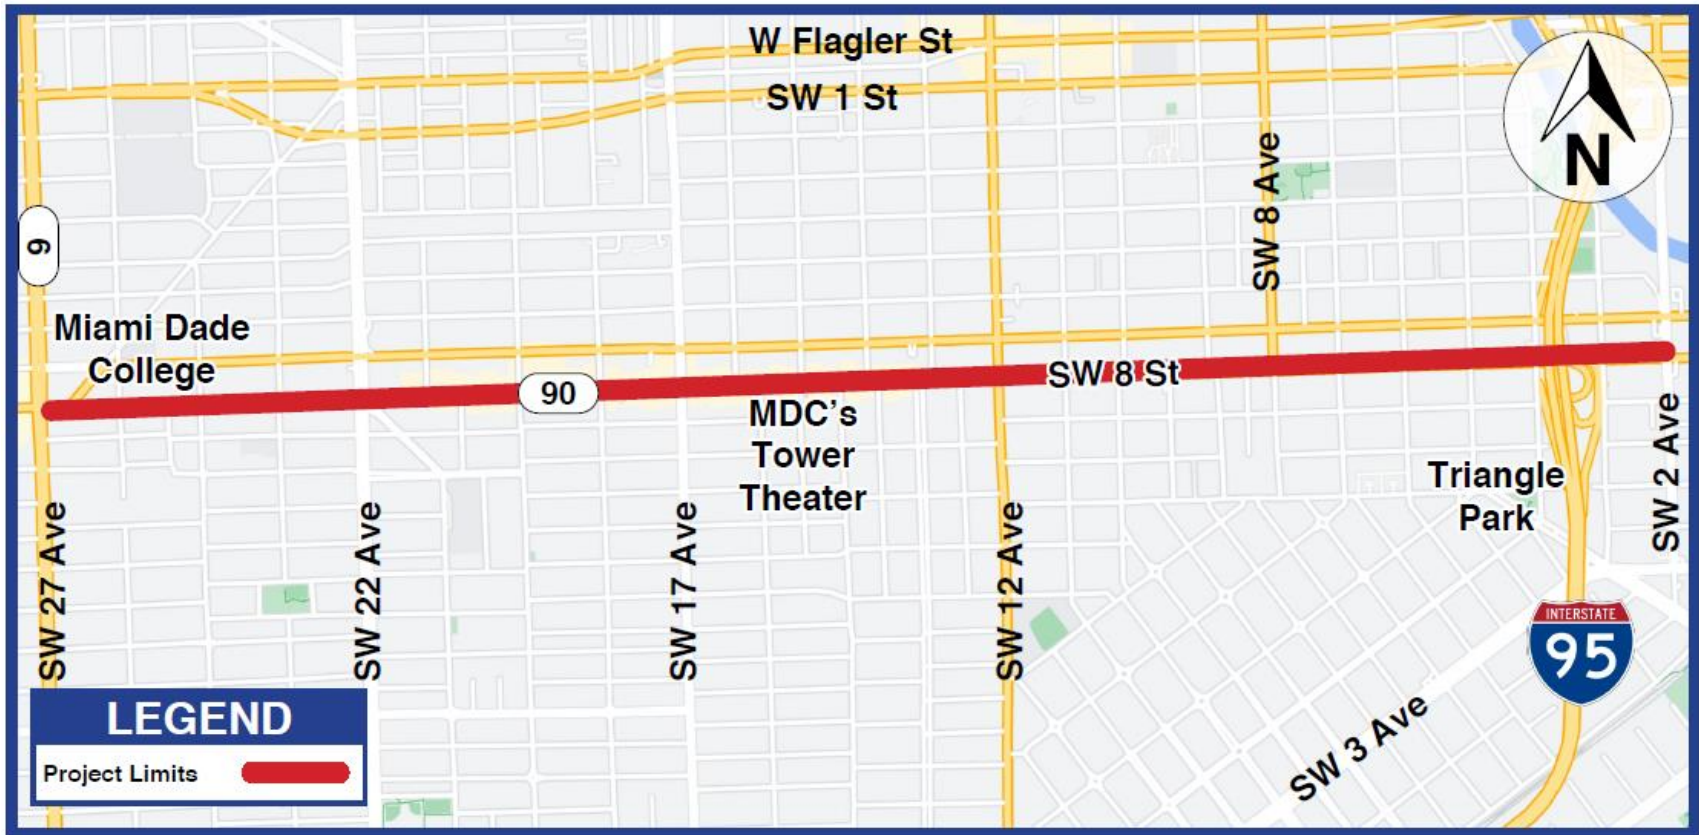 W Flagler St
SW 1 St
N
SW 8 Ave
9
Miami Dade
College
90
SW 8 St
MDC's
Tower
Theater
Triangle
Park
SW 2 Ave
SW 27 Ave
SW 22 Ave
SW 17 Ave
SW 12 Ave
INTERSTATE
95
SW 3 Ave
LEGEND
Project Limits